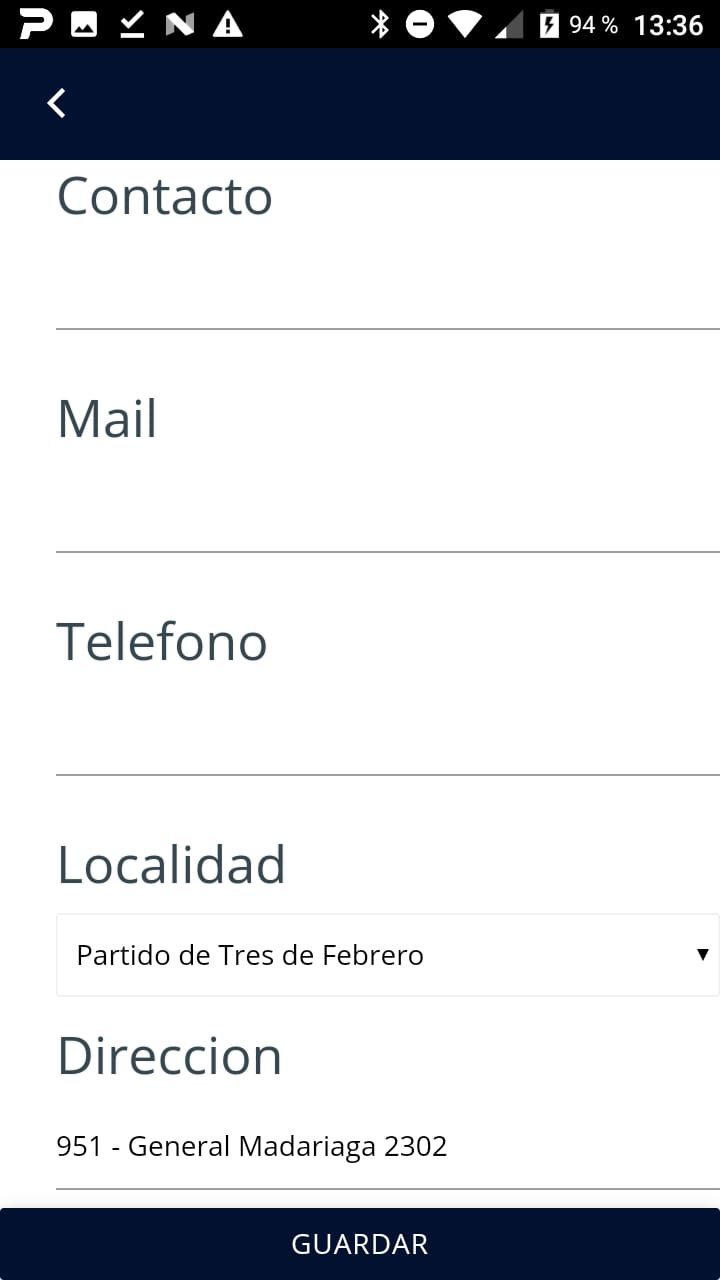 94 % 13:36
Contacto
Mail
Telefono
Localidad
Partido de Tres de Febrero
Direccion
951 - General Madariaga 2302
GUARDAR